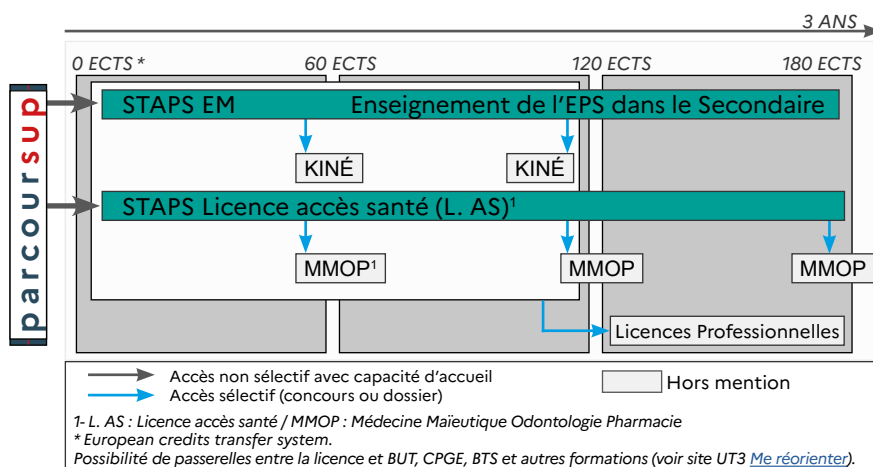 3 ANS
0 ECTS *
60 ECTS
120 ECTS
180 ECTS
parcoursup
STAPS EM Enseignement de l'EPS dans le Secondaire
KINÉ
KINÉ
STAPS Licence accès santé (L. AS)¹
MMOP¹
MMOP
MMOP
Licences Professionnelles
Accès non sélectif avec capacité d'accueil
Accès sélectif (concours ou dossier)
Hors mention
1- L. AS : Licence accès santé / MMOP : Médecine Maïeutique Odontologie Pharmacie
* European credits transfer system.
Possibilité de passerelles entre la licence et BUT, CPGE, BTS et autres formations (voir site UT3 Me réorienter).